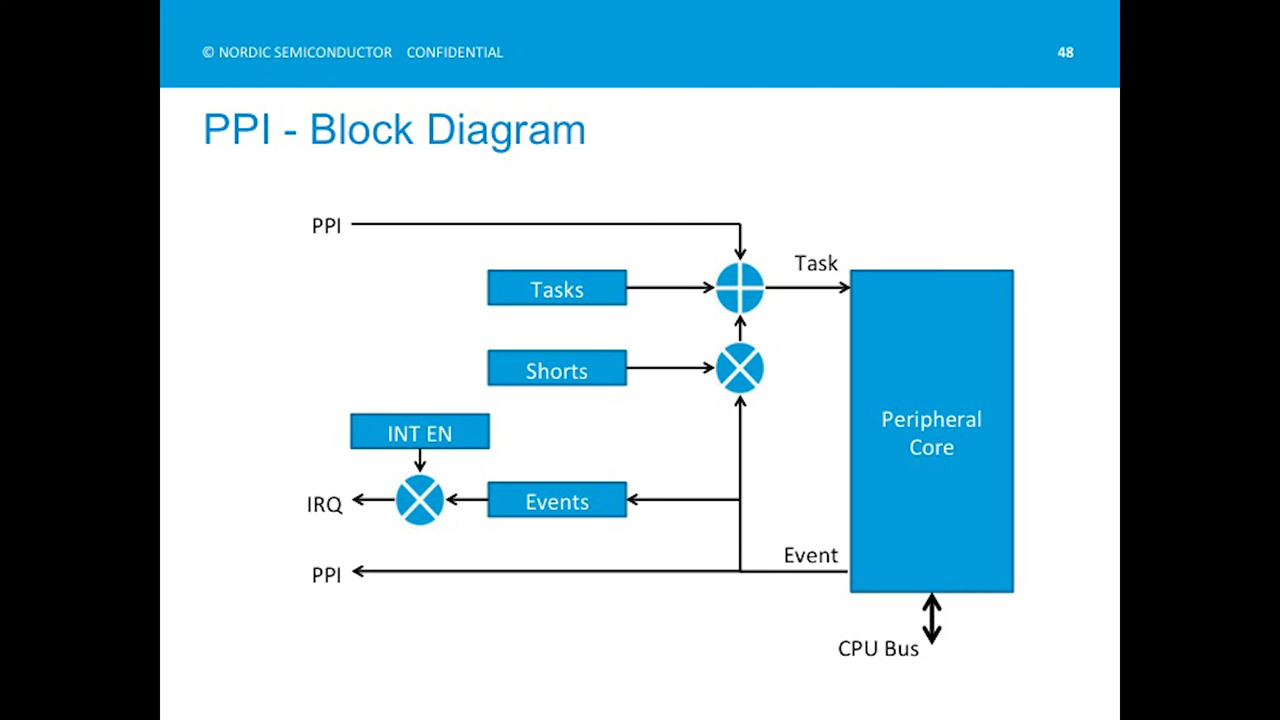 © NORDIC SEMICONDUCTOR CONFIDENTIAL
48
PPI - Block Diagram
PPI
Task
Tasks
Shorts
Peripheral
Core
INT EN
IRQ
Events
Event
PPI
CPU Bus